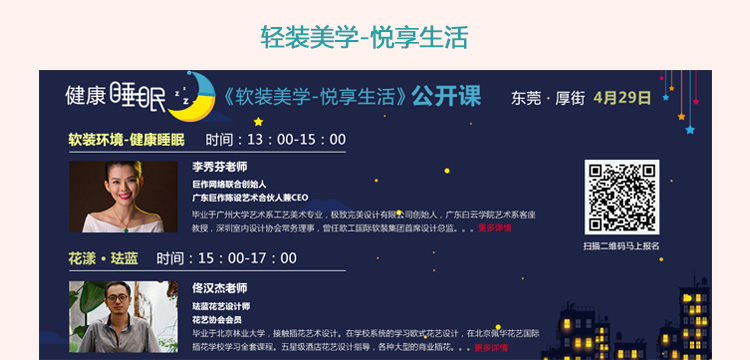 轻装美学-悦享生活
健康睡眠 z z z 《软装美学-悦享生活》公开课 东莞·厚街 4月29日
软装环境-健康睡眠 时间：13：00-15：00
李秀芬老师
巨作网络联合创始人
广东巨作陈设艺术合伙人兼CEO
毕业于广州大学艺术系工艺美术专业，极致完美设计有限公司创始人，广东白云学院艺术系客座
教授，深圳室内设计协会常务理事，曾任欧工国际软装集团首席设计总监。。。更多详情
扫描二维码马上报名
花漾·珐蓝 时间：15：00-17：00
佟汉杰老师
珐蓝花艺设计师
花艺协会会员
毕业于北京林业大学，接触插花艺术设计。在学校系统的学习欧式花艺设计，在北京佩华花艺国际
插花学校学习全套课程。五星级酒店花艺设计指导，各种大型的商业插花。。。更多详情